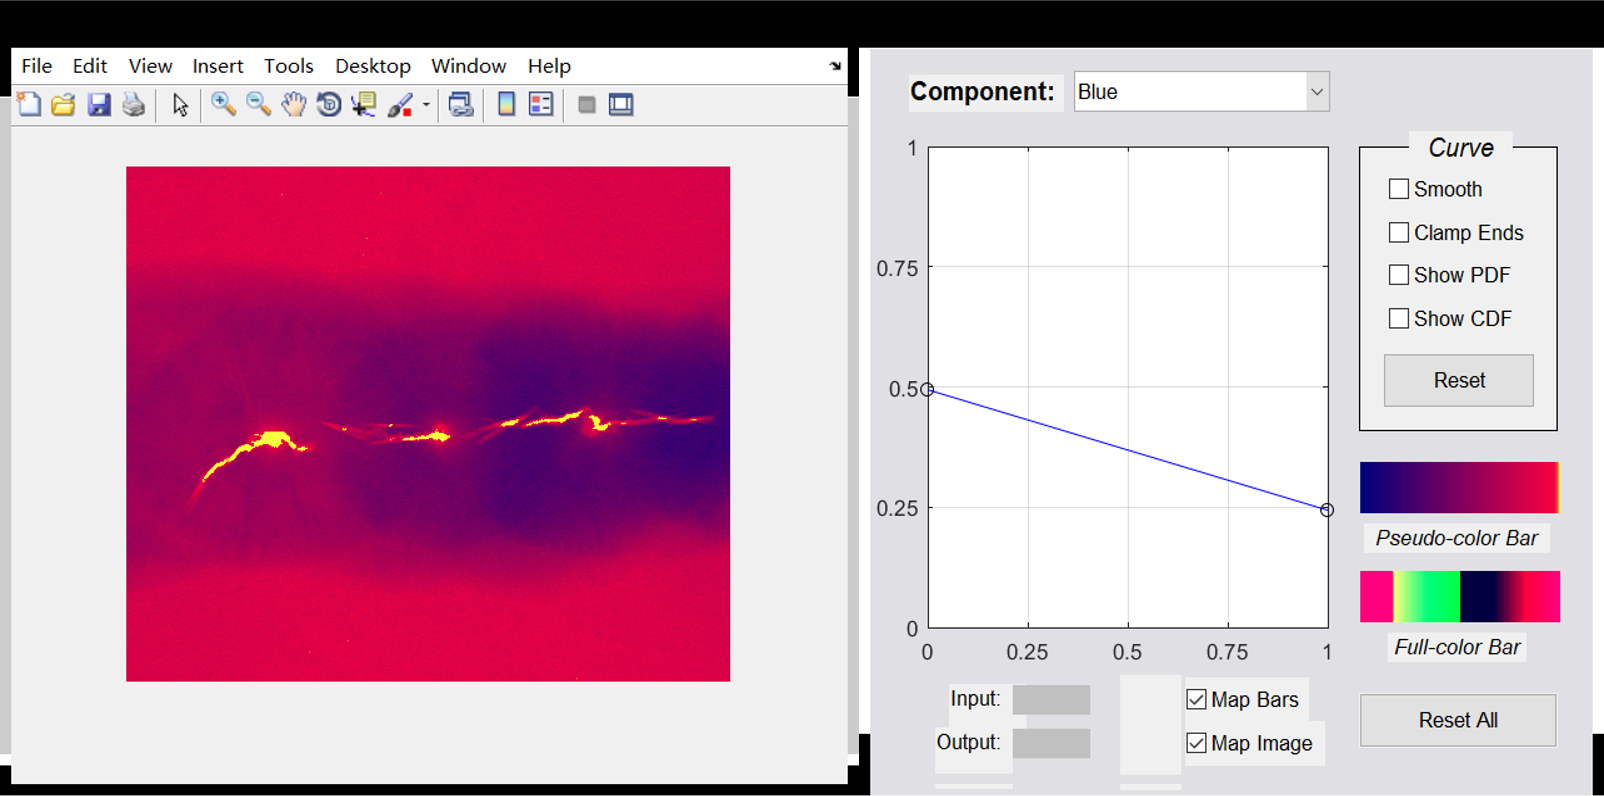 File Edit View Insert Tools Desktop Window Help
Component: Blue
1
0.75
0.5
0.25
0
0 0.25 0.5 0.75 1
Curve
Smooth
Clamp Ends
Show PDF
Show CDF
Reset
Pseudo-color Bar
Full-color Bar
Input:
Output:
Map Bars
Map Image
Reset All